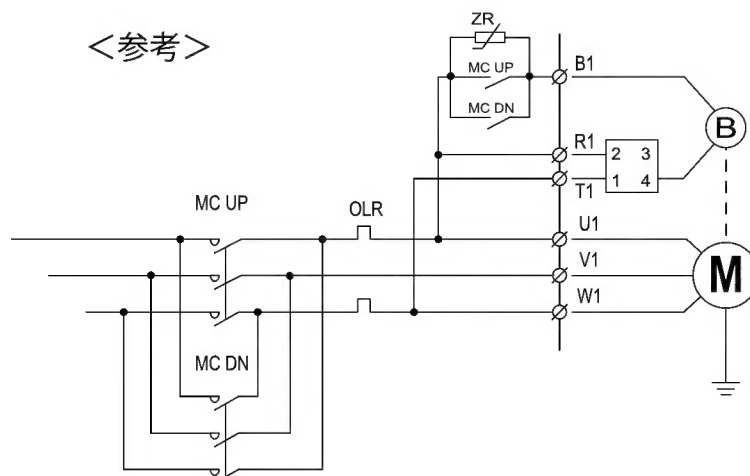 <参考>
ZR
MC UP
MC DN
B1
B
R1
2 3
1 4
T1
MC UP
OLR
U1
V1
M
W1
MC DN